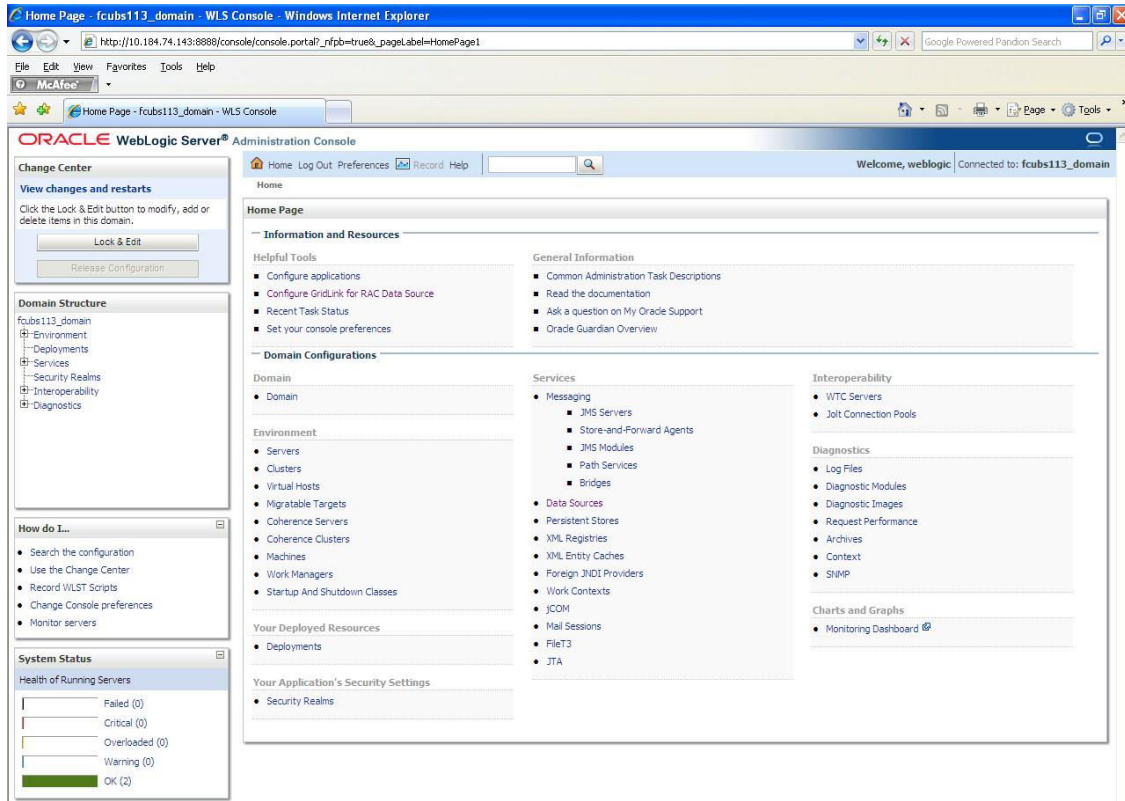 Home Page - fcubs113_domain - WLS Console - Windows Internet Explorer
http://10.184.74.143:8888/console/console.portal?_nfpb=true&_pageLabel=HomePage1
Google Powered Pandion Search
File Edit View Favorites Tools Help
McAfee
Home Page - fcubs113_domain - WLS Console
Page Tools
ORACLE WebLogic Server® Administration Console
Change Center
View changes and restarts
Click the Lock & Edit button to modify, add or
delete items in this domain.
Lock & Edit
Release Configuration
Domain Structure
fcubs113_domain
Environment
Deployments
Services
Security Realms
Interoperability
Diagnostics
How do I...
Search the configuration
Use the Change Center
Record WLST Scripts
Change Console preferences
Monitor servers
System Status
Health of Running Servers
Failed (0)
Critical (0)
Overloaded (0)
Warning (0)
OK (2)
Home Log Out Preferences Record Help
Welcome, weblogic Connected to: fcubs113_domain
Home
Home Page
Information and Resources
Helpful Tools
Configure applications
Configure GridLink for RAC Data Source
Recent Task Status
Set your console preferences
General Information
Common Administration Task Descriptions
Read the documentation
Ask a question on My Oracle Support
Oracle Guardian Overview
Domain Configurations
Domain
Domain
Environment
Servers
Clusters
Virtual Hosts
Migratable Targets
Coherence Servers
Coherence Clusters
Machines
Work Managers
Startup And Shutdown Classes
Your Deployed Resources
Deployments
Your Application's Security Settings
Security Realms
Services
Messaging
JMS Servers
Store-and-Forward Agents
JMS Modules
Path Services
Bridges
Data Sources
Persistent Stores
XML Registries
XML Entity Caches
Foreign JNDI Providers
Work Contexts
jCOM
Mail Sessions
FileT3
JTA
Interoperability
WTC Servers
Jolt Connection Pools
Diagnostics
Log Files
Diagnostic Modules
Diagnostic Images
Request Performance
Archives
Context
SNMP
Charts and Graphs
Monitoring Dashboard